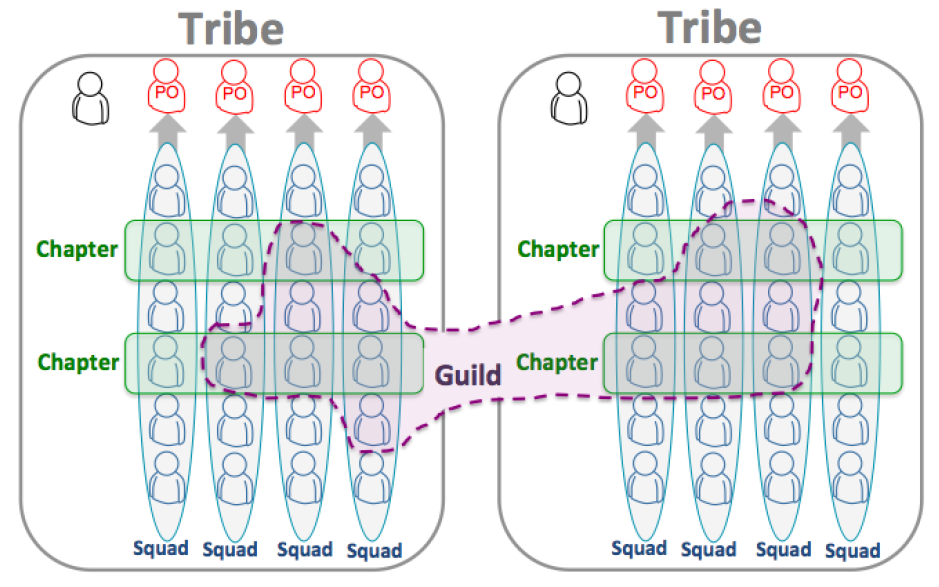 Tribe Tribe
PO PO PO PO PO PO PO PO
Chapter Chapter
Chapter Guild Chapter
Squad Squad Squad Squad Squad Squad Squad Squad